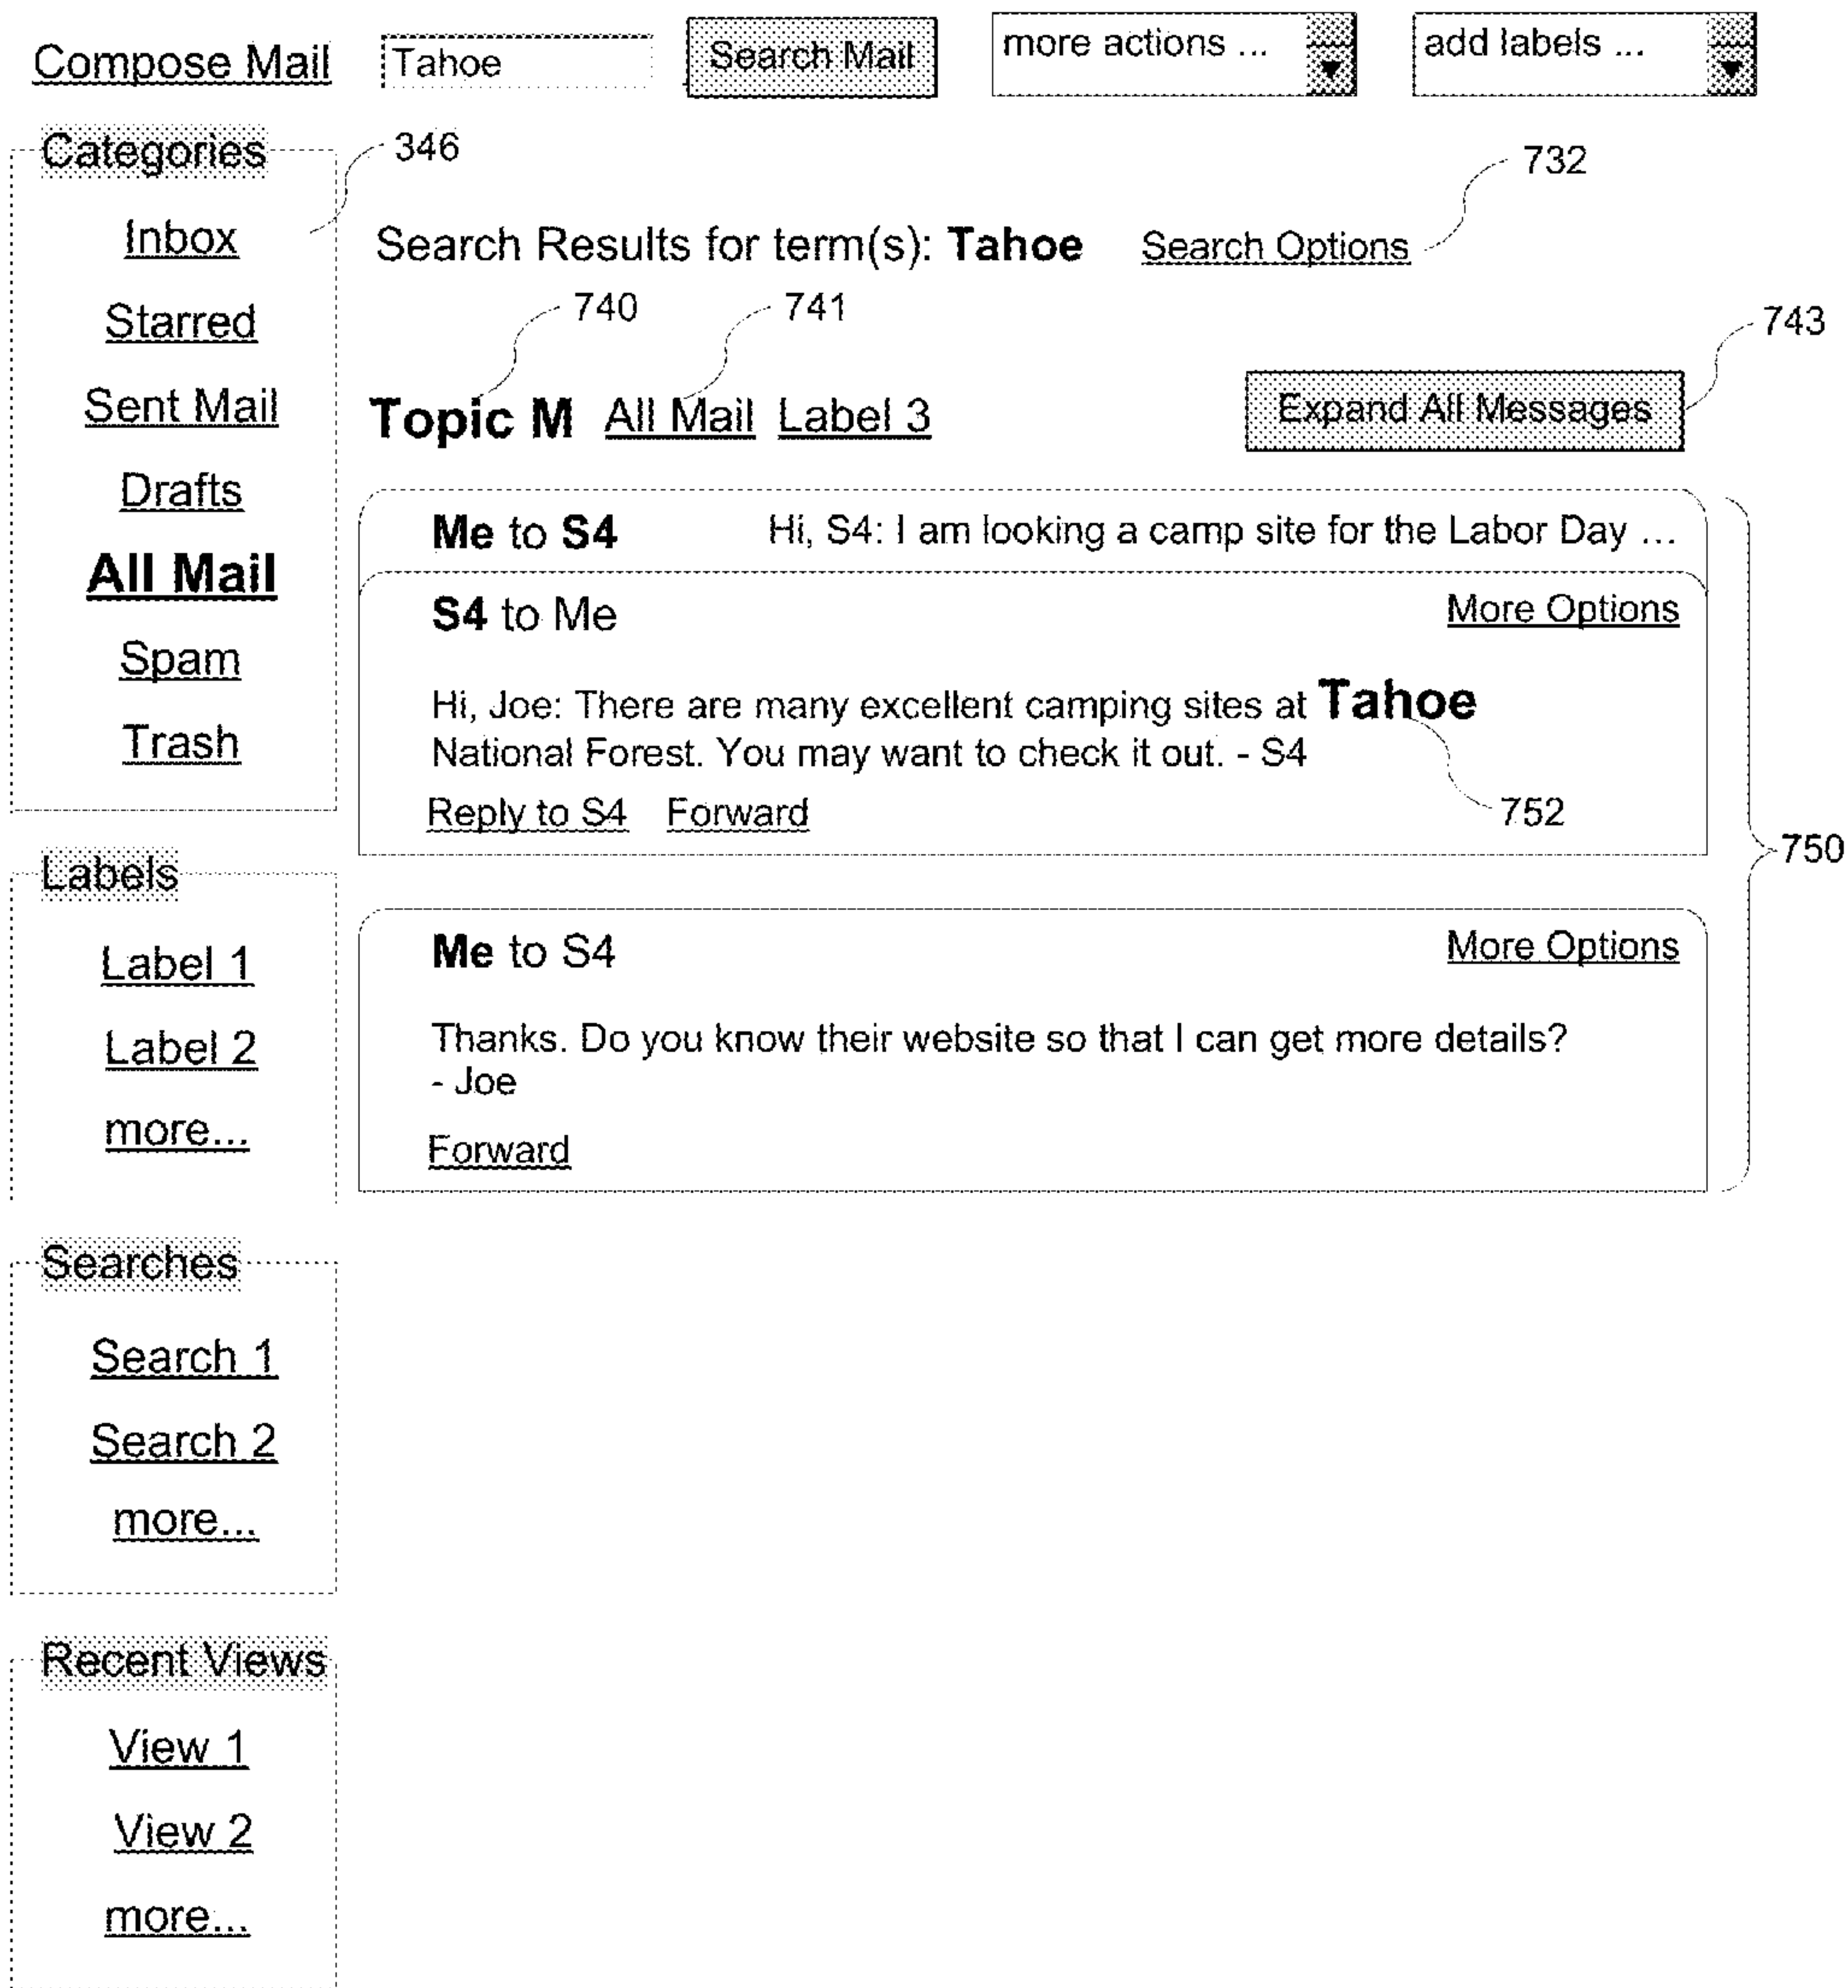 Compose Mail Tahoe Search Mail more actions ... add labels ...
Categories
346
Inbox
Starred
Sent Mail
Drafts
All Mail
Spam
Trash
Labels
Label 1
Label 2
more...
Searches
Search 1
Search 2
more...
Recent Views
View 1
View 2
more...
732
Search Results for term(s): Tahoe Search Options
740 741
743
Topic M All Mail Label 3 Expand All Messages
Me to S4 Hi, S4: I am looking a camp site for the Labor Day ...
S4 to Me More Options
Hi, Joe: There are many excellent camping sites at Tahoe
National Forest. You may want to check it out. - S4
Reply to S4 Forward 752
750
Me to S4 More Options
Thanks. Do you know their website so that I can get more details?
- Joe
Forward